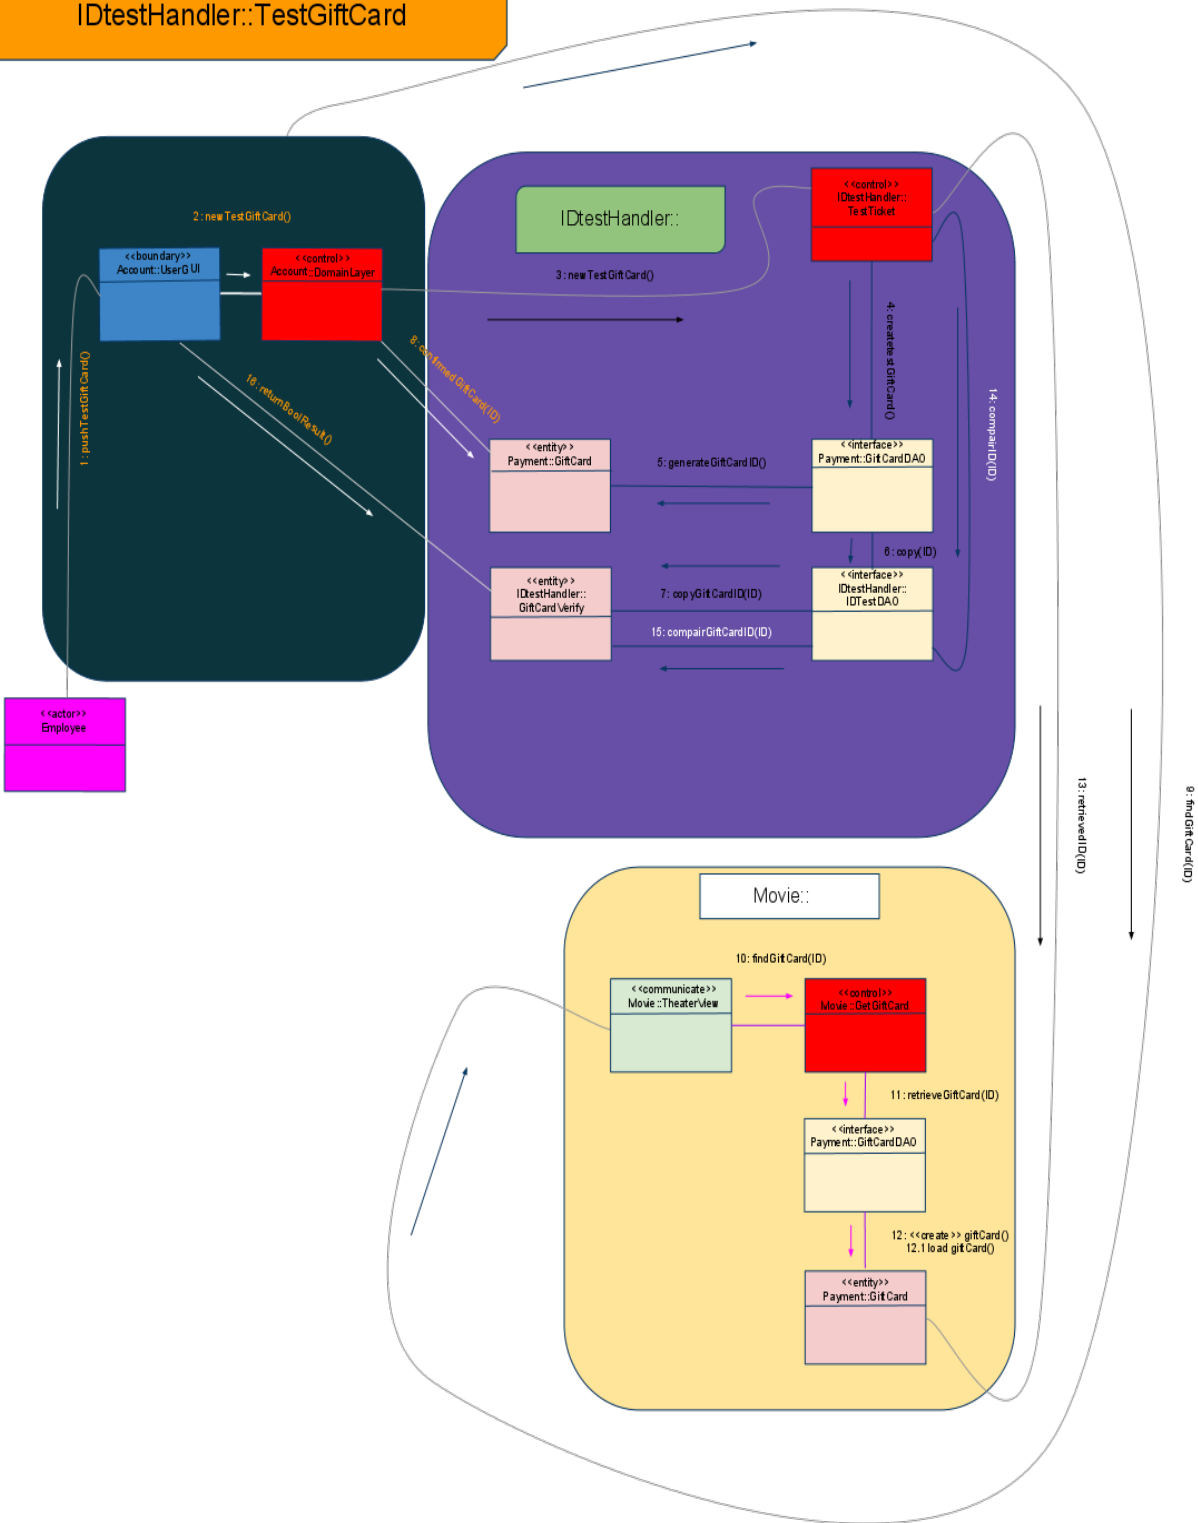 IDtestHandler::TestGiftCard
2: newTestGiftCard()
<<boundary>>
Account::UserGUI
<<control>>
Account::DomainLayer
1: pushTestGiftCard()
16: returnBoolResult()
8: confirmedGiftCard(ID)
<<actor>>
Employee
IDtestHandler::
<<control>>
IDtestHandler::
TestTicket
3: newTestGiftCard()
4: createtestGiftCard()
14: compairID(ID)
<<entity>>
Payment::GiftCard
5: generateGiftCardID()
<<interface>>
Payment::GiftCardDAO
6: copy(ID)
<<entity>>
IDtestHandler::
GiftCardVerify
7: copyGiftCardID(ID)
15: compairGiftCardID(ID)
<<interface>>
IDtestHandler::
IDTestDAO
13: retrievedID(ID)
9: findGiftCard(ID)
Movie::
10: findGiftCard(ID)
<<communicate>>
Movie::TheaterView
<<control>>
Movie::GetGiftCard
11: retrieveGiftCard(ID)
<<interface>>
Payment::GiftCardDAO
12: <<create>> giftCard()
12.1 load giftCard()
<<entity>>
Payment::GiftCard